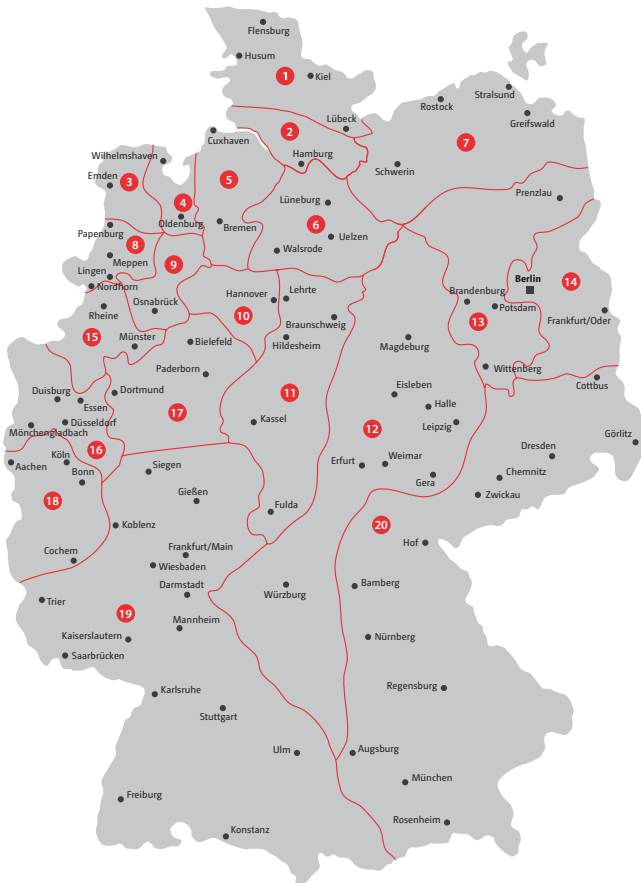 Flensburg
Husum
1
Kiel
Stralsund
Rostock
Greifswald
Lübeck
2
Cuxhaven
7
Hamburg
Wilhelmshaven
Schwerin
Emden
3
5
Prenzlau
4
Lüneburg
Oldenburg
Bremen
6
Papenburg
Uelzen
8
Walsrode
Meppen
9
Lingen
Berlin
14
Nordhorn
Hannover
Lehrte
Brandenburg
Osnabrück
Potsdam
Rheine
10
Braunschweig
13
Frankfurt/Oder
15
Münster
Bielefeld
Hildesheim
Magdeburg
Paderborn
Wittenberg
Cottbus
Duisburg
Dortmund
11
Eisleben
Essen
17
Halle
Düsseldorf
Kassel
12
Leipzig
Mönchengladbach
Görlitz
16
Köln
Dresden
Aachen
Siegen
Erfurt
Weimar
Bonn
Gera
Chemnitz
18
Gießen
Zwickau
Fulda
Koblenz
20
Hof
Cochem
Frankfurt/Main
Wiesbaden
Darmstadt
Würzburg
Bamberg
Trier
19
Mannheim
Kaiserslautern
Nürnberg
Saarbrücken
Karlsruhe
Regensburg
Stuttgart
Ulm
Augsburg
München
Freiburg
Rosenheim
Konstanz